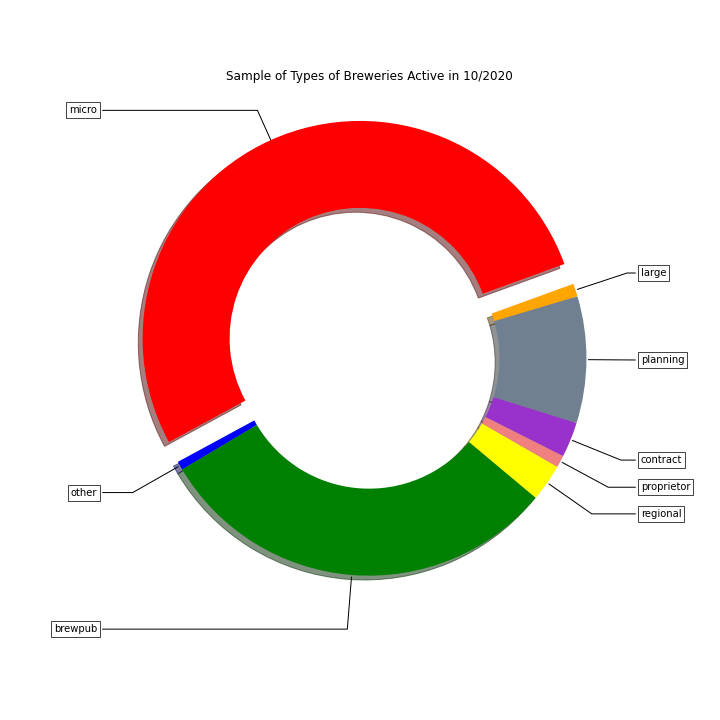 Sample of Types of Breweries Active in 10/2020
micro
large
planning
contract
proprietor
regional
other
brewpub